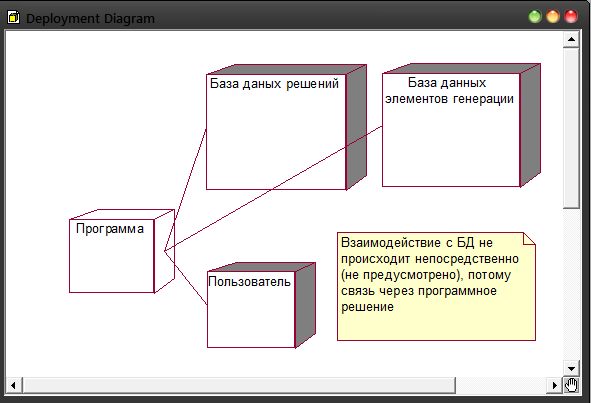 Deployment Diagram
База даных решений
База данных
элементов генерации
Программа
Взаимодействие с БД не
происходит непосредственно
(не предусмотрено), потому
связь через программное
решение
Пользователь